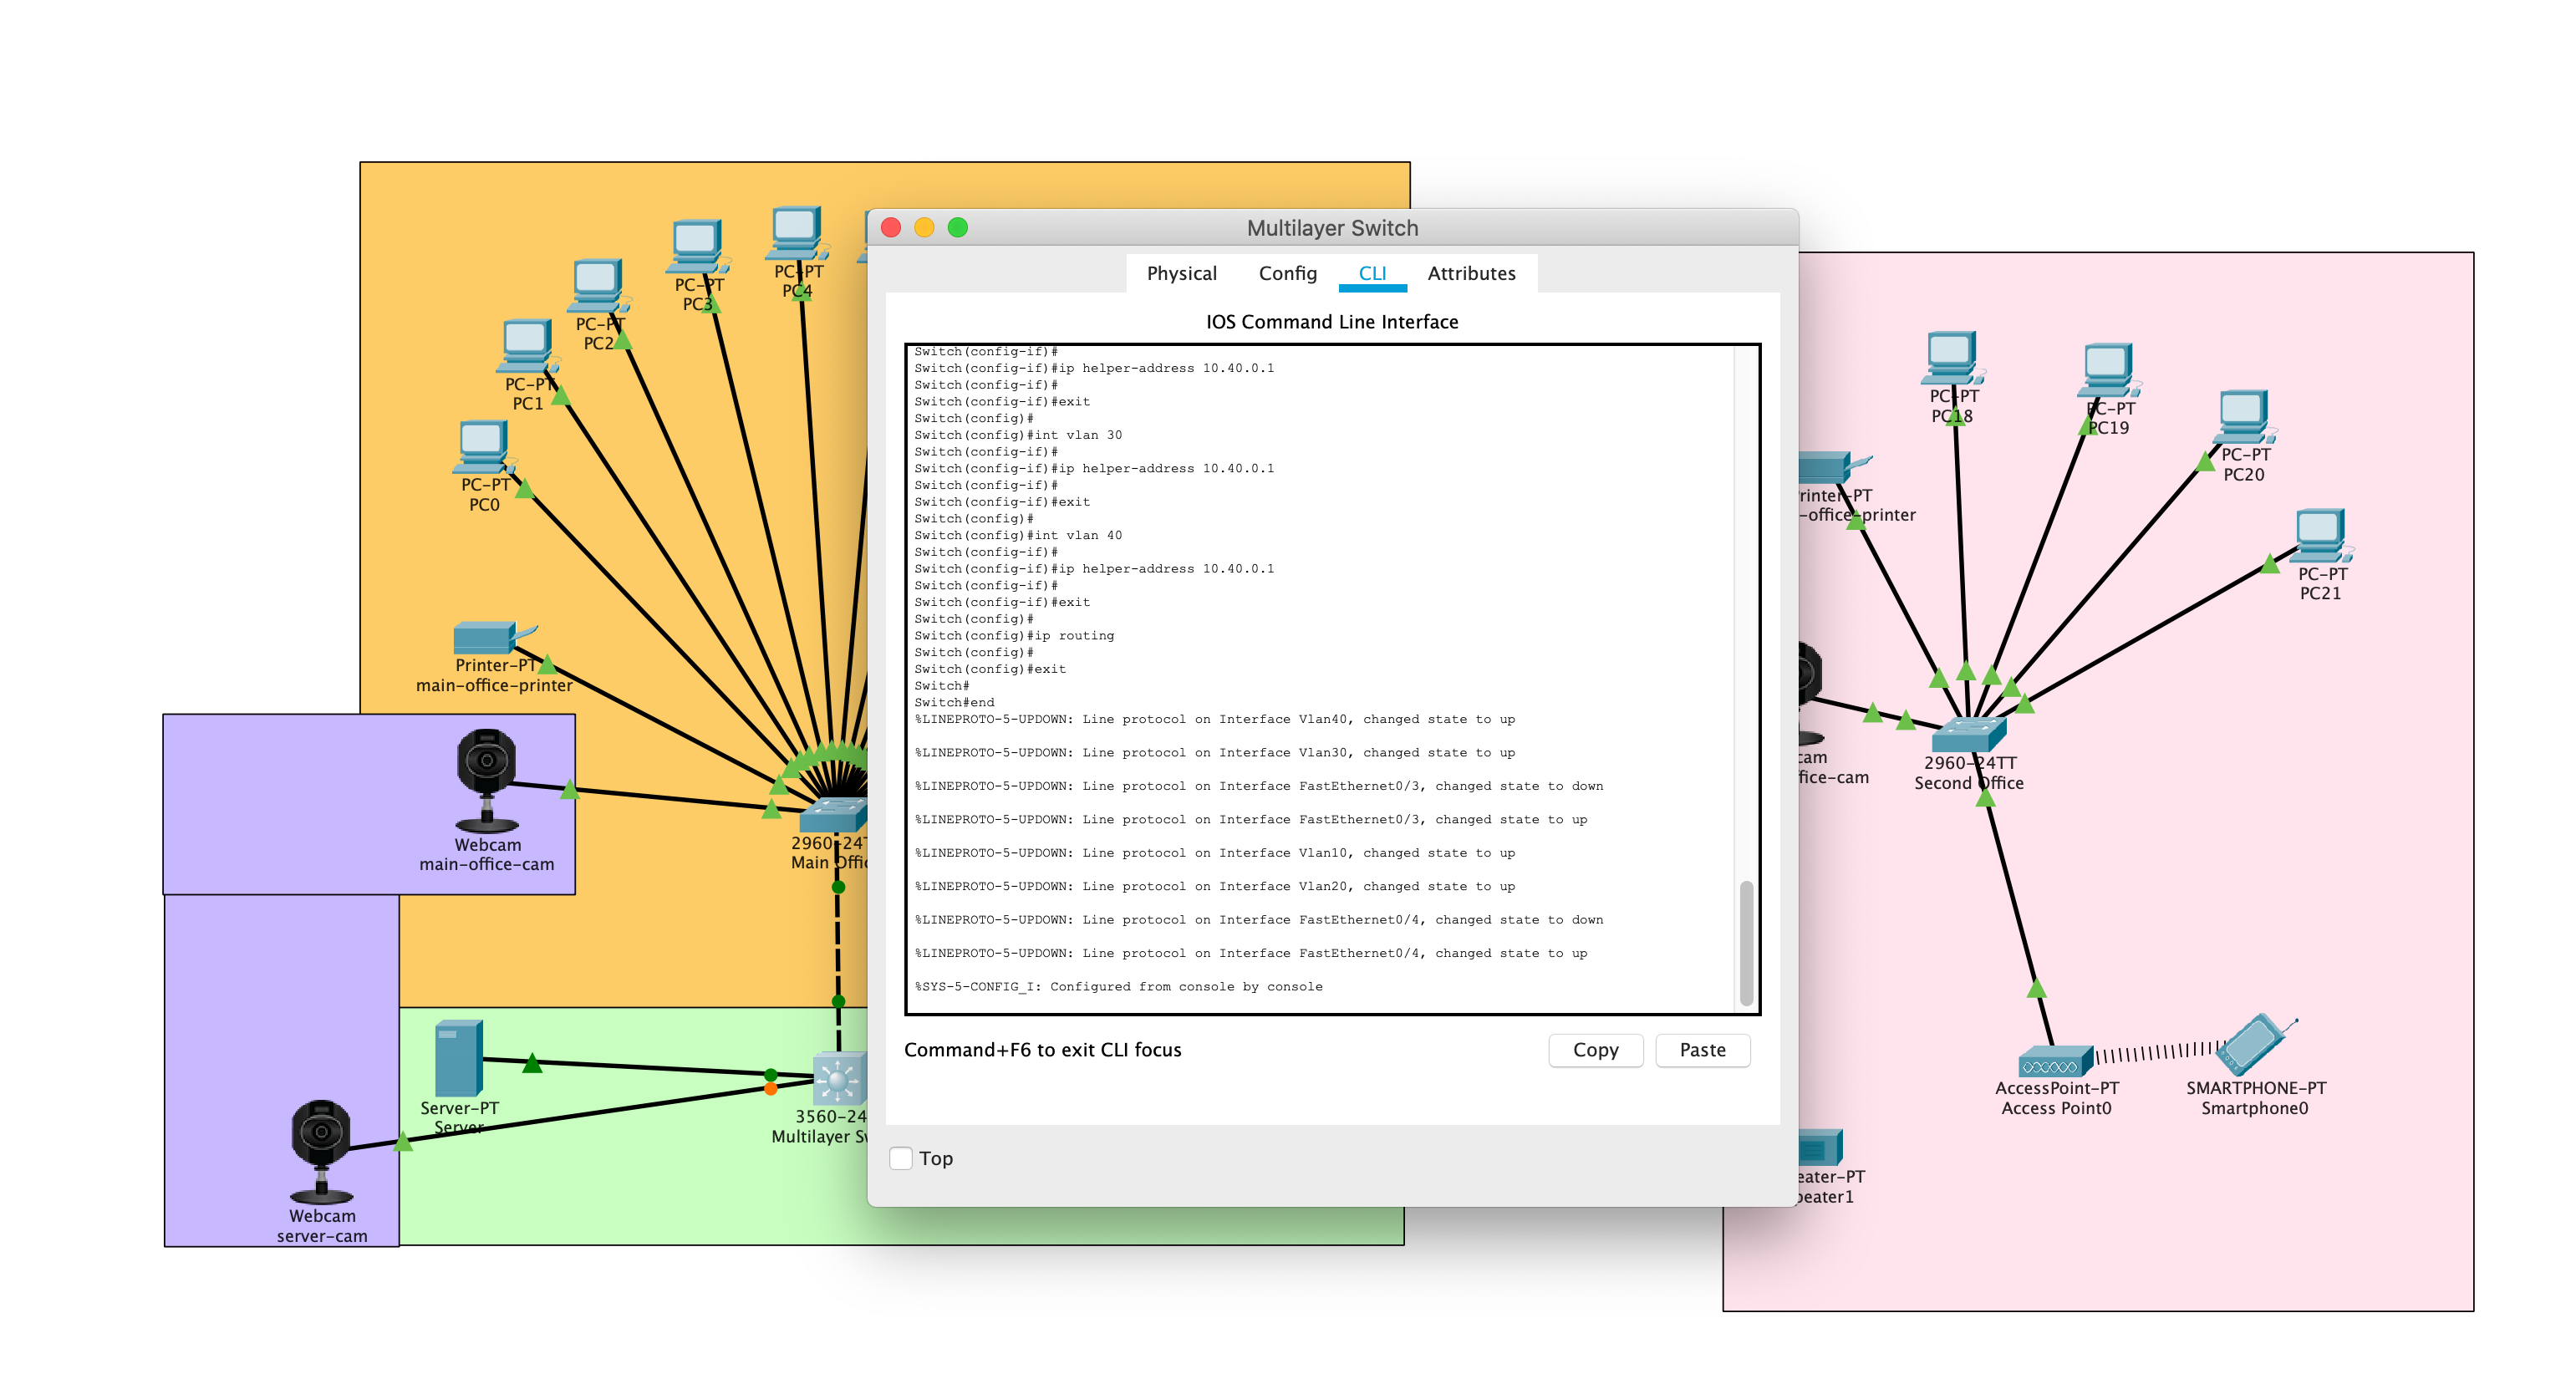 Multilayer Switch
Physical
Config
CLI
Attributes
IOS Command Line Interface
Switch(config-if)#
Switch(config-if)#ip helper-address 10.40.0.1
Switch(config-if)#
Switch(config-if)#exit
Switch(config)#
Switch(config)#int vlan 30
Switch(config-if)#
Switch(config-if)#ip helper-address 10.40.0.1
Switch(config-if)#
Switch(config-if)#exit
Switch(config)#
Switch(config)#int vlan 40
Switch(config-if)#
Switch(config-if)#ip helper-address 10.40.0.1
Switch(config-if)#
Switch(config-if)#exit
Switch(config)#
Switch(config)#ip routing
Switch(config)#
Switch(config)#exit
Switch#
Switch#end
%LINEPROTO-5-UPDOWN: Line protocol on Interface Vlan40, changed state to up
%LINEPROTO-5-UPDOWN: Line protocol on Interface Vlan30, changed state to up
%LINEPROTO-5-UPDOWN: Line protocol on Interface FastEthernet0/3, changed state to down
%LINEPROTO-5-UPDOWN: Line protocol on Interface FastEthernet0/3, changed state to up
%LINEPROTO-5-UPDOWN: Line protocol on Interface Vlan10, changed state to up
%LINEPROTO-5-UPDOWN: Line protocol on Interface Vlan20, changed state to up
%LINEPROTO-5-UPDOWN: Line protocol on Interface FastEthernet0/4, changed state to down
%LINEPROTO-5-UPDOWN: Line protocol on Interface FastEthernet0/4, changed state to up
%SYS-5-CONFIG_I: Configured from console by console
Command+F6 to exit CLI focus
Copy
Paste
Top
PC-PT
PC4
PC-PT
PC3
PC-PT
PC2
PC-PT
PC1
PC-PT
PC0
Printer-PT
main-office-printer
Webcam
main-office-cam
2960-24T
Main Offic
Server-PT
Server
Webcam
server-cam
3560-24
Multilayer Sw
PC-PT
PC18
PC-PT
PC19
PC-PT
PC20
PC-PT
PC21
rinter-PT
-office-printer
cam
fice-cam
2960-24TT
Second Office
AccessPoint-PT
Access Point0
SMARTPHONE-PT
Smartphone0
eater-PT
peater1